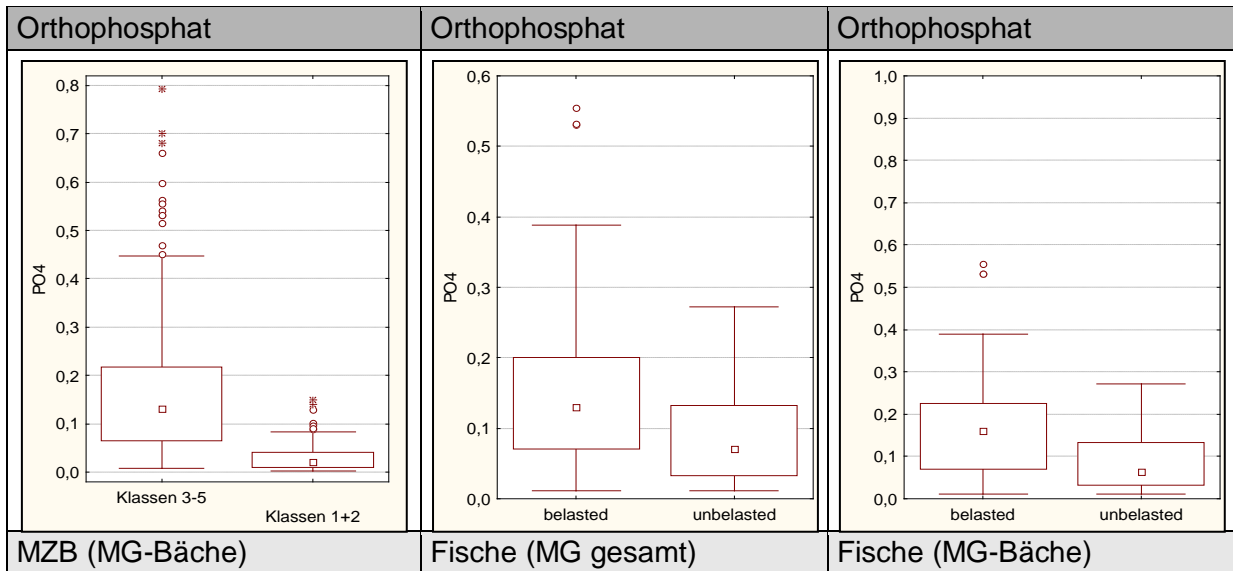 Orthophosphat
Orthophosphat
Orthophosphat
0,8
0,7
0,6
0,5
0,4
0,3
0,2
0,1
0,0
PO4
Klassen 3-5
Klassen 1+2
0,6
0,5
0,4
0,3
0,2
0,1
0,0
PO4
belasted
unbelasted
1,0
0,9
0,8
0,7
0,6
0,5
0,4
0,3
0,2
0,1
0,0
PO4
belasted
unbelasted
MZB (MG-Bäche)
Fische (MG gesamt)
Fische (MG-Bäche)